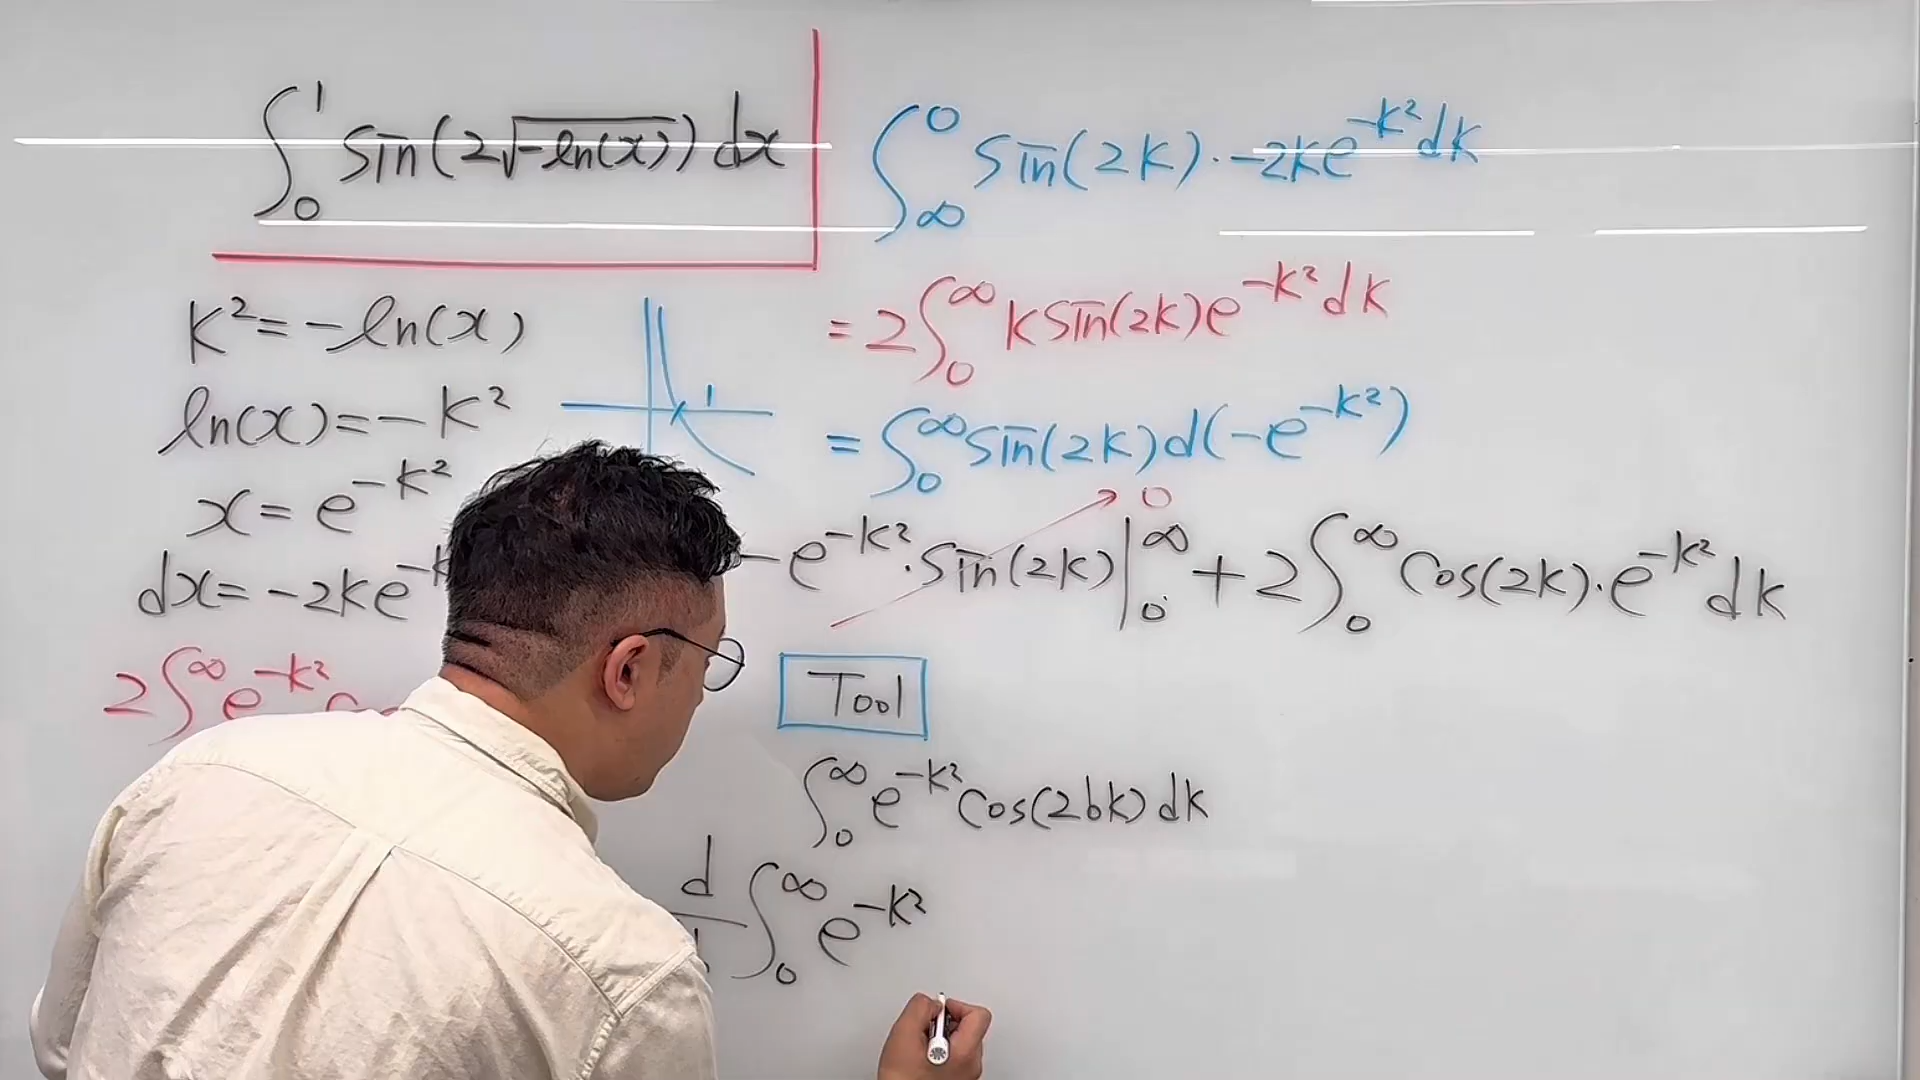 ∫₀¹ sin(2√(-ln(x))) dx
K² = -ln(x)
ln(x) = -K²
x = e^(-K²)
dx = -2Ke^(-K
2∫^∞ e^(-K²)
∫_∞^0 sin(2K)·-2Ke^(-K²) dK
= 2∫₀^∞ K sin(2K) e^(-K²) dK
= ∫₀^∞ sin(2K) d(-e^(-K²))
0
-e^(-K²)·sin(2K)|₀^∞ + 2∫₀^∞ cos(2K)·e^(-K²) dK
1
Tool
∫₀^∞ e^(-K²) cos(2bK) dK
d ∫₀^∞ e^(-K²)